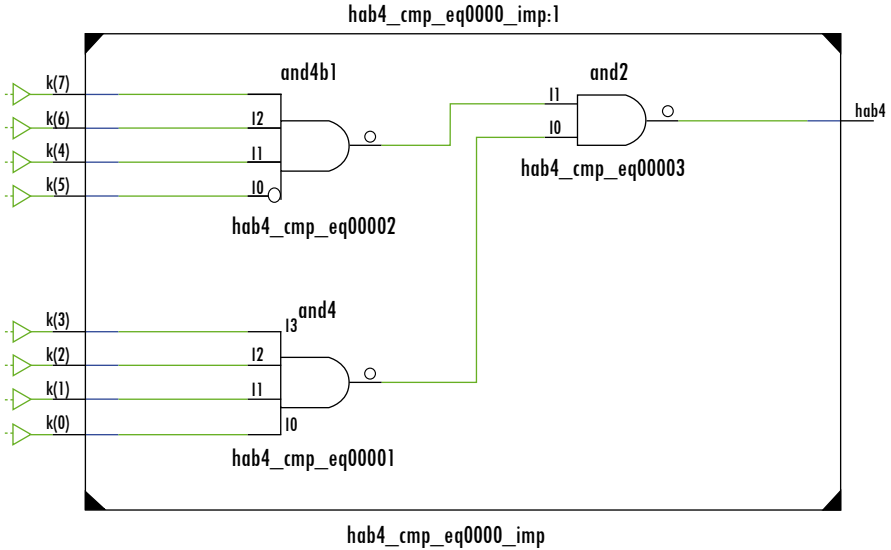 hab4_cmp_eq0000_imp:1
and4b1
and2
k(7)
I1
hab4
k(6)
I2
O
O
k(4)
I1
I0
k(5)
I0
hab4_cmp_eq00003
hab4_cmp_eq00002
and4
k(3)
I3
k(2)
I2
O
k(1)
I1
k(0)
I0
hab4_cmp_eq00001
hab4_cmp_eq0000_imp